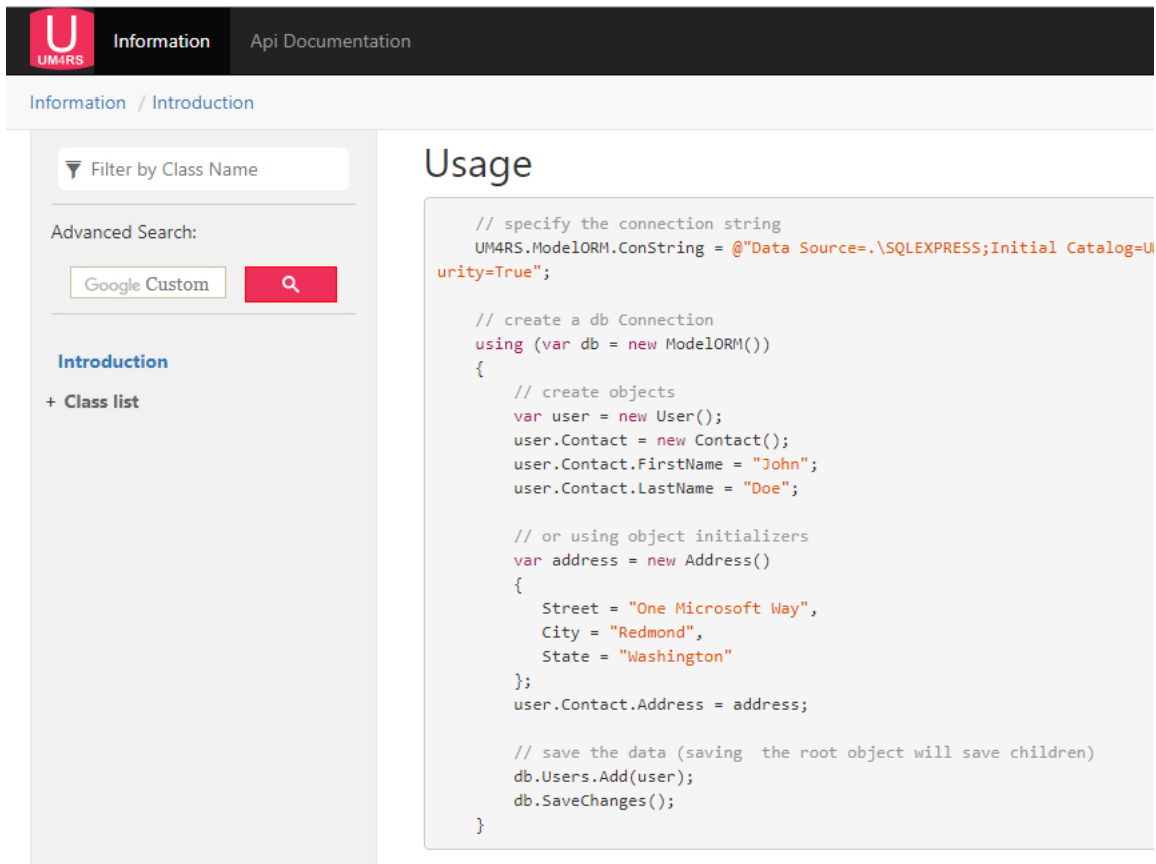 U
UM4RS
Information
Api Documentation
Information / Introduction
Filter by Class Name
Advanced Search:
Google Custom
Introduction
+ Class list
Usage
// specify the connection string
UM4RS.ModelORM.ConString = @"Data Source=.\SQLEXPRESS;Initial Catalog=U
urity=True";
// create a db Connection
using (var db = new ModelORM())
{
// create objects
var user = new User();
user.Contact = new Contact();
user.Contact.FirstName = "John";
user.Contact.LastName = "Doe";
// or using object initializers
var address = new Address()
{
Street = "One Microsoft Way",
City = "Redmond",
State = "Washington"
};
user.Contact.Address = address;
// save the data (saving  the root object will save children)
db.Users.Add(user);
db.SaveChanges();
}